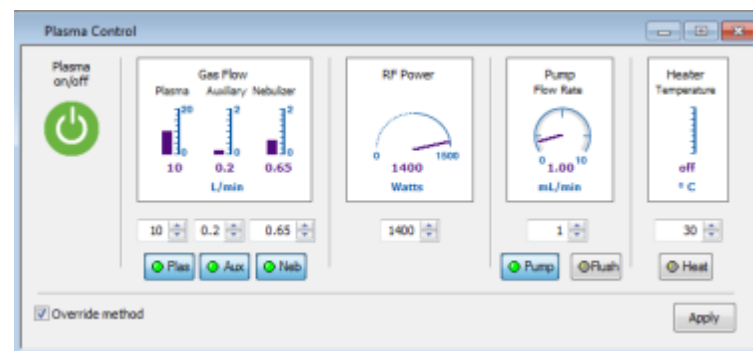 Plasma Control
Plasma on/off
Gas Flow
Plasma Auxiliary Nebulizer
20 2 2
0 0 0
10 0.2 0.65
L/min
RF Power
0 1500
1400
Watts
Pump
Flow Rate
0 10
1.00
mL/min
Heater
Temperature
off
° C
10 0.2 0.65 1400 1 30
Plas Aux Neb Pump Flush Heat
Override method
Apply